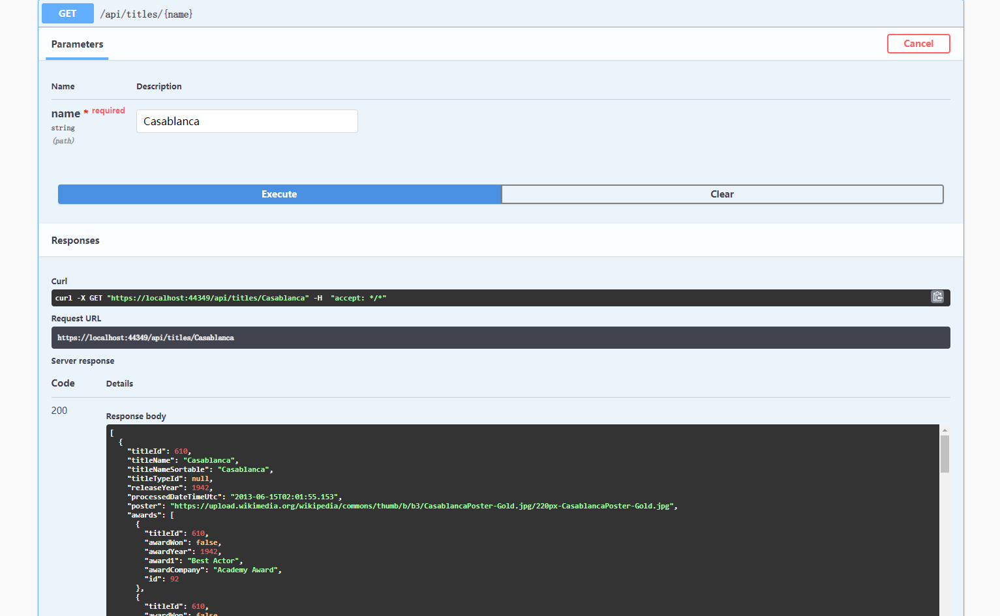 GET /api/titles/{name}
Parameters
Cancel
Name Description
name * required
string
(path)
Casablanca
Execute Clear
Responses
Curl
curl -X GET "https://localhost:44349/api/titles/Casablanca" -H  "accept: */*"
Request URL
https://localhost:44349/api/titles/Casablanca
Server response
Code Details
200
Response body
[
  {
    "titleId": 610,
    "titleName": "Casablanca",
    "titleNameSortable": "Casablanca",
    "titleTypeId": null,
    "releaseYear": 1942,
    "processedDateTimeUtc": "2013-06-15T02:01:55.153",
    "poster": "https://upload.wikimedia.org/wikipedia/commons/thumb/b/b3/CasablancaPoster-Gold.jpg/220px-CasablancaPoster-Gold.jpg",
    "awards": [
      {
        "titleId": 610,
        "awardWon": false,
        "awardYear": 1942,
        "award1": "Best Actor",
        "awardCompany": "Academy Award",
        "id": 92
      },
      {
        "titleId": 610,
        "awardWon": false